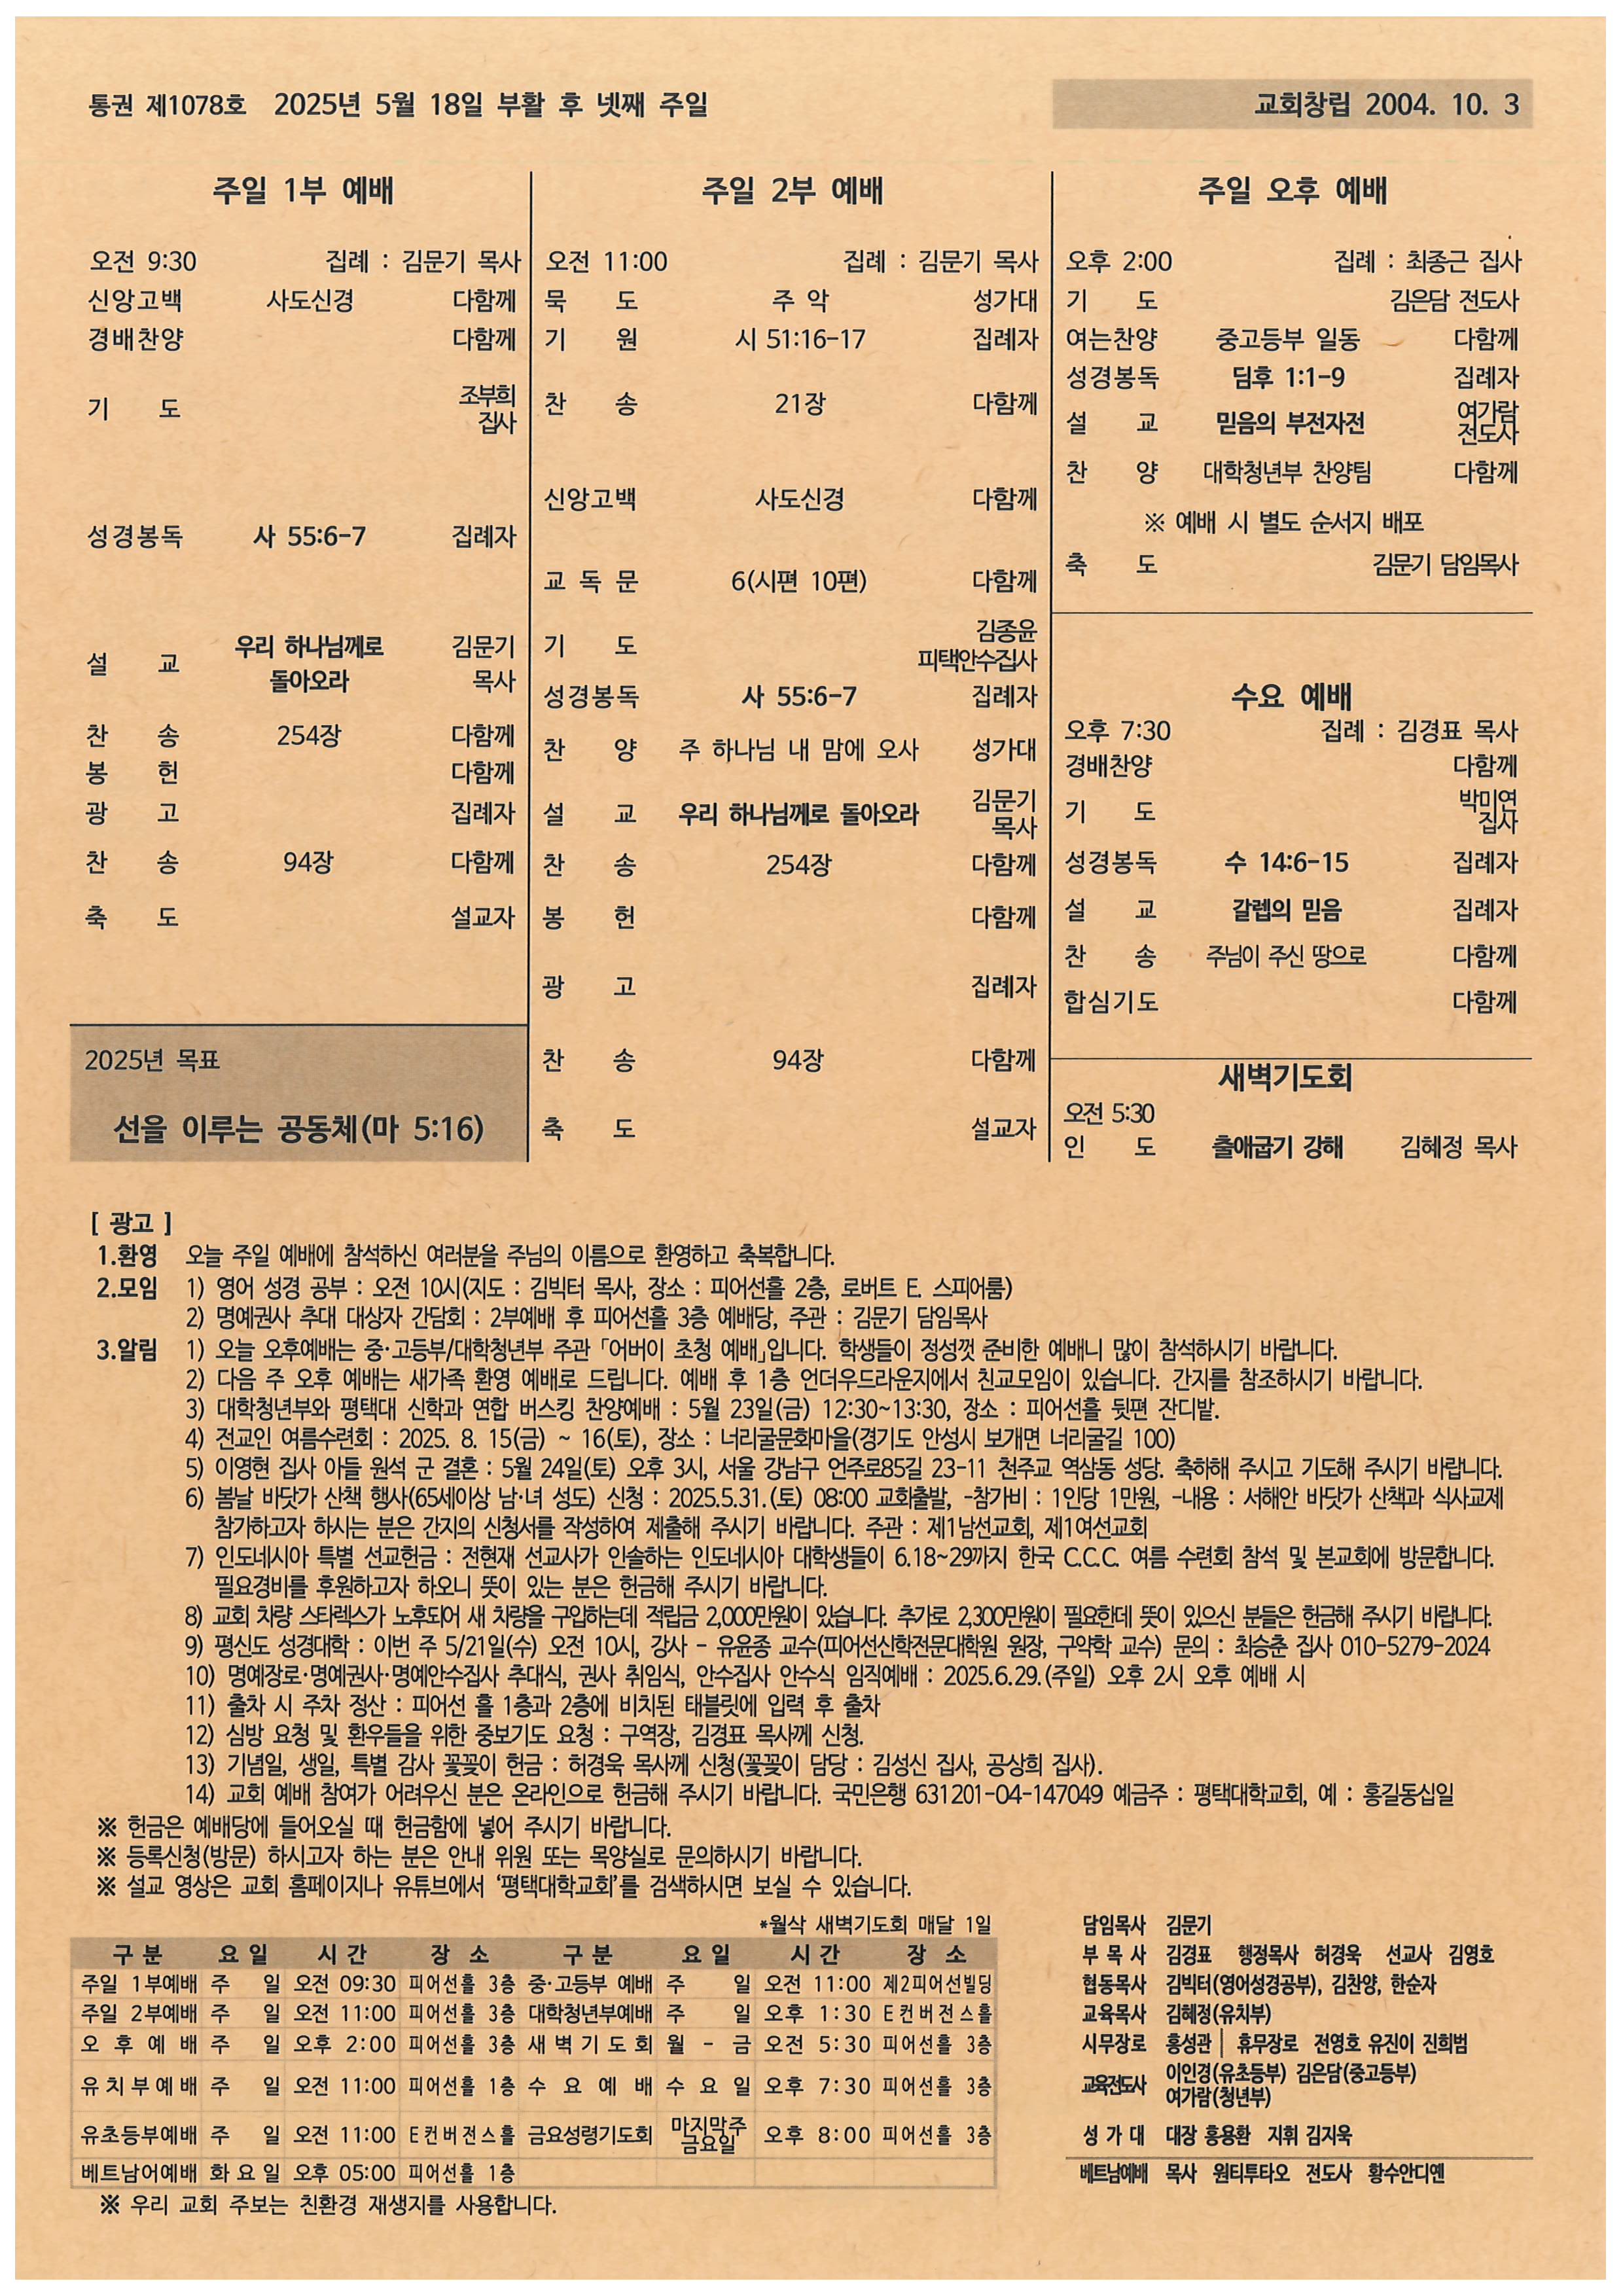 통권 제1078호 2025년 5월 18일 부활 후 넷째 주일
교회창립 2004. 10. 3
주일 1부 예배
오전 9:30 집례 : 김문기 목사
신앙고백 사도신경 다함께
경배찬양 다함께
기 도 조부희
집사
성경봉독 사 55:6-7 집례자
설 교 우리 하나님께로 김문기
돌아오라 목사
찬 송 254장 다함께
봉 헌 다함께
광 고 집례자
찬 송 94장 다함께
축 도 설교자
2025년 목표
선을 이루는 공동체(마 5:16)
주일 2부 예배
오전 11:00 집례 : 김문기 목사
묵 도 주 악 성가대
기 원 시 51:16-17 집례자
찬 송 21장 다함께
신앙고백 사도신경 다함께
교 독 문 6(시편 10편) 다함께
기 도 김종윤
피택안수집사
성경봉독 사 55:6-7 집례자
찬 양 주 하나님 내 맘에 오사 성가대
설 교 우리 하나님께로 돌아오라 김문기
목사
찬 송 254장 다함께
봉 헌 다함께
광 고 집례자
찬 송 94장 다함께
축 도 설교자
주일 오후 예배
오후 2:00 집례 : 최종근 집사
기 도 김은담 전도사
여는찬양 중고등부 일동 다함께
성경봉독 딤후 1:1-9 집례자
설 교 믿음의 부전자전 여가람
전도사
찬 양 대학청년부 찬양팀 다함께
※ 예배 시 별도 순서지 배포
축 도 김문기 담임목사
수요 예배
오후 7:30 집례 : 김경표 목사
경배찬양 다함께
기 도 박미연
집사
성경봉독 수 14:6-15 집례자
설 교 갈렙의 믿음 집례자
찬 송 주님이 주신 땅으로 다함께
합심기도 다함께
새벽기도회
오전 5:30
인 도 출애굽기 강해 김혜정 목사
[ 광고 ]
1.환영 오늘 주일 예배에 참석하신 여러분을 주님의 이름으로 환영하고 축복합니다.
2.모임 1) 영어 성경 공부 : 오전 10시(지도 : 김빅터 목사, 장소 : 피어선홀 2층, 로버트 E. 스피어룸)
2) 명예권사 추대 대상자 간담회 : 2부예배 후 피어선홀 3층 예배당, 주관 : 김문기 담임목사
3.알림 1) 오늘 오후예배는 중·고등부/대학청년부 주관 「어버이 초청 예배」입니다. 학생들이 정성껏 준비한 예배니 많이 참석하시기 바랍니다.
2) 다음 주 오후 예배는 새가족 환영 예배로 드립니다. 예배 후 1층 언더우드라운지에서 친교모임이 있습니다. 간지를 참조하시기 바랍니다.
3) 대학청년부와 평택대 신학과 연합 버스킹 찬양예배 : 5월 23일(금) 12:30~13:30, 장소 : 피어선홀 뒷편 잔디밭.
4) 전교인 여름수련회 : 2025. 8. 15(금) ~ 16(토), 장소 : 너리굴문화마을(경기도 안성시 보개면 너리굴길 100)
5) 이영현 집사 아들 원석 군 결혼 : 5월 24일(토) 오후 3시, 서울 강남구 언주로85길 23-11 천주교 역삼동 성당. 축하해 주시고 기도해 주시기 바랍니다.
6) 봄날 바닷가 산책 행사(65세이상 남·녀 성도) 신청 : 2025.5.31.(토) 08:00 교회출발, -참가비 : 1인당 1만원, -내용 : 서해안 바닷가 산책과 식사교제
참가하고자 하시는 분은 간지의 신청서를 작성하여 제출해 주시기 바랍니다. 주관 : 제1남선교회, 제1여선교회
7) 인도네시아 특별 선교헌금 : 전현재 선교사가 인솔하는 인도네시아 대학생들이 6.18~29까지 한국 C.C.C. 여름 수련회 참석 및 본교회에 방문합니다.
필요경비를 후원하고자 하오니 뜻이 있는 분은 헌금해 주시기 바랍니다.
8) 교회 차량 스타렉스가 노후되어 새 차량을 구입하는데 적립금 2,000만원이 있습니다. 추가로 2,300만원이 필요한데 뜻이 있으신 분들은 헌금해 주시기 바랍니다.
9) 평신도 성경대학 : 이번 주 5/21일(수) 오전 10시, 강사 - 유윤종 교수(피어선신학전문대학원 원장, 구약학 교수) 문의 : 최승춘 집사 010-5279-2024
10) 명예장로·명예권사·명예안수집사 추대식, 권사 취임식, 안수집사 안수식 임직예배 : 2025.6.29.(주일) 오후 2시 오후 예배 시
11) 출차 시 주차 정산 : 피어선 홀 1층과 2층에 비치된 태블릿에 입력 후 출차
12) 심방 요청 및 환우들을 위한 중보기도 요청 : 구역장, 김경표 목사께 신청.
13) 기념일, 생일, 특별 감사 꽃꽂이 헌금 : 허경욱 목사께 신청(꽃꽂이 담당 : 김성신 집사, 공상희 집사).
14) 교회 예배 참여가 어려우신 분은 온라인으로 헌금해 주시기 바랍니다. 국민은행 631201-04-147049 예금주 : 평택대학교회, 예 : 홍길동십일
※ 헌금은 예배당에 들어오실 때 헌금함에 넣어 주시기 바랍니다.
※ 등록신청(방문) 하시고자 하는 분은 안내 위원 또는 목양실로 문의하시기 바랍니다.
※ 설교 영상은 교회 홈페이지나 유튜브에서 ‘평택대학교회’를 검색하시면 보실 수 있습니다.
*월삭 새벽기도회 매달 1일
구 분 요 일 시 간 장 소 구 분 요 일 시 간 장 소
주일 1부예배 주 일 오전 09:30 피어선홀 3층 중·고등부 예배 주 일 오전 11:00 제2피어선빌딩
주일 2부예배 주 일 오전 11:00 피어선홀 3층 대학청년부예배 주 일 오후 1:30 E컨버전스홀
오 후 예 배 주 일 오후 2:00 피어선홀 3층 새벽기도회 월 - 금 오전 5:30 피어선홀 3층
유치부예배 주 일 오전 11:00 피어선홀 1층 수 요 예 배 수 요 일 오후 7:30 피어선홀 3층
유초등부예배 주 일 오전 11:00 E컨버전스홀 금요성령기도회 마지막주 금요일 오후 8:00 피어선홀 3층
베트남어예배 화 요 일 오후 05:00 피어선홀 1층
※ 우리 교회 주보는 친환경 재생지를 사용합니다.
담임목사 김문기
부 목 사 김경표 행정목사 허경욱 선교사 김영호
협동목사 김빅터(영어성경공부), 김찬양, 한순자
교육목사 김혜정(유치부)
시무장로 홍성관 | 휴무장로 전영호 유진이 진희범
교육전도사 이인경(유초등부) 김은담(중고등부)
여가람(청년부)
성 가 대 대장 홍용환 지휘 김지욱
베트남예배 목사 원티투타오 전도사 황수안디옌